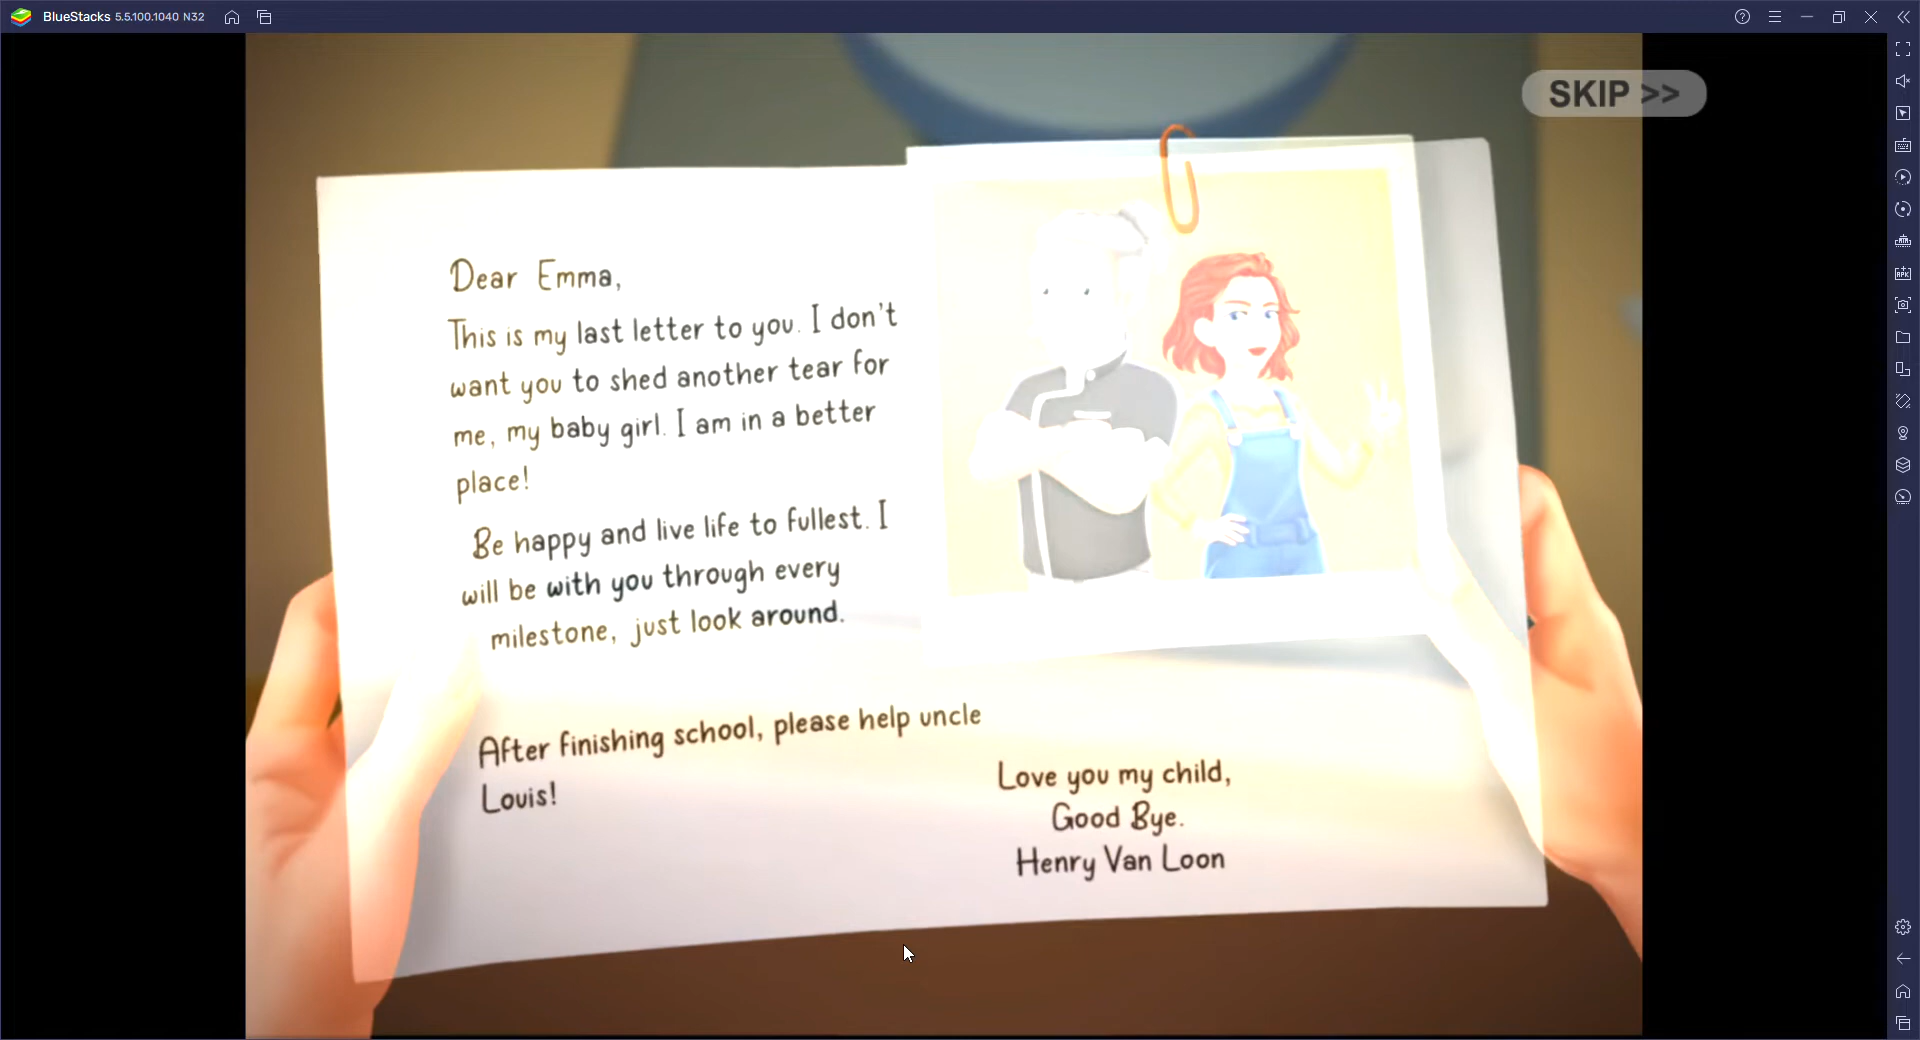 BlueStacks 5.5.100.1040 N32
SKIP >>
Dear Emma,
This is my last letter to you. I don't
want you to shed another tear for
me, my baby girl. I am in a better
place!
Be happy and live life to fullest. I
will be with you through every
milestone, just look around.
After finishing school, please help uncle
Louis!
Love you my child,
Good Bye.
Henry Van Loon